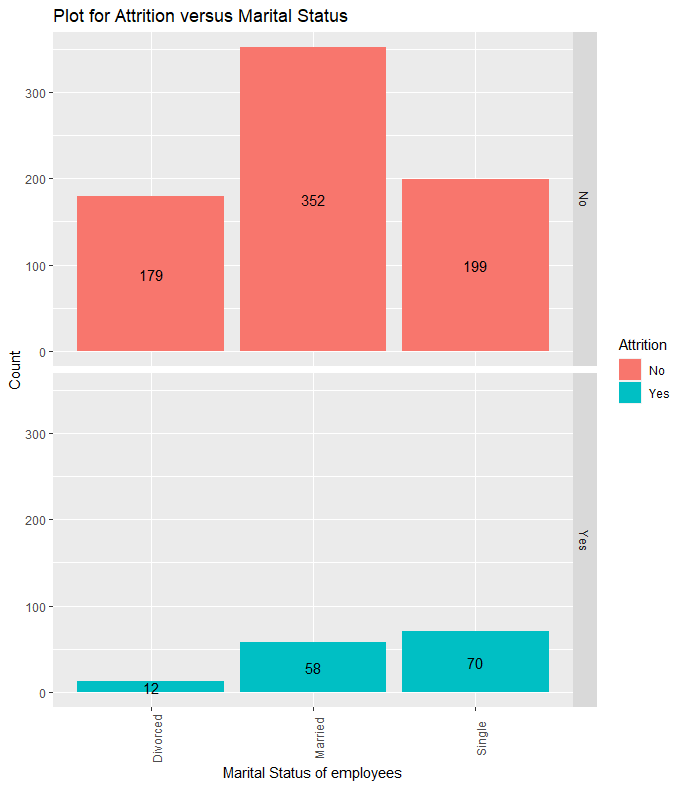 Plot for Attrition versus Marital Status
300
200
100
0
352
179
199
No
Count
300
200
100
0
58
70
12
Yes
Divorced
Married
Single
Marital Status of employees
Attrition
No
Yes